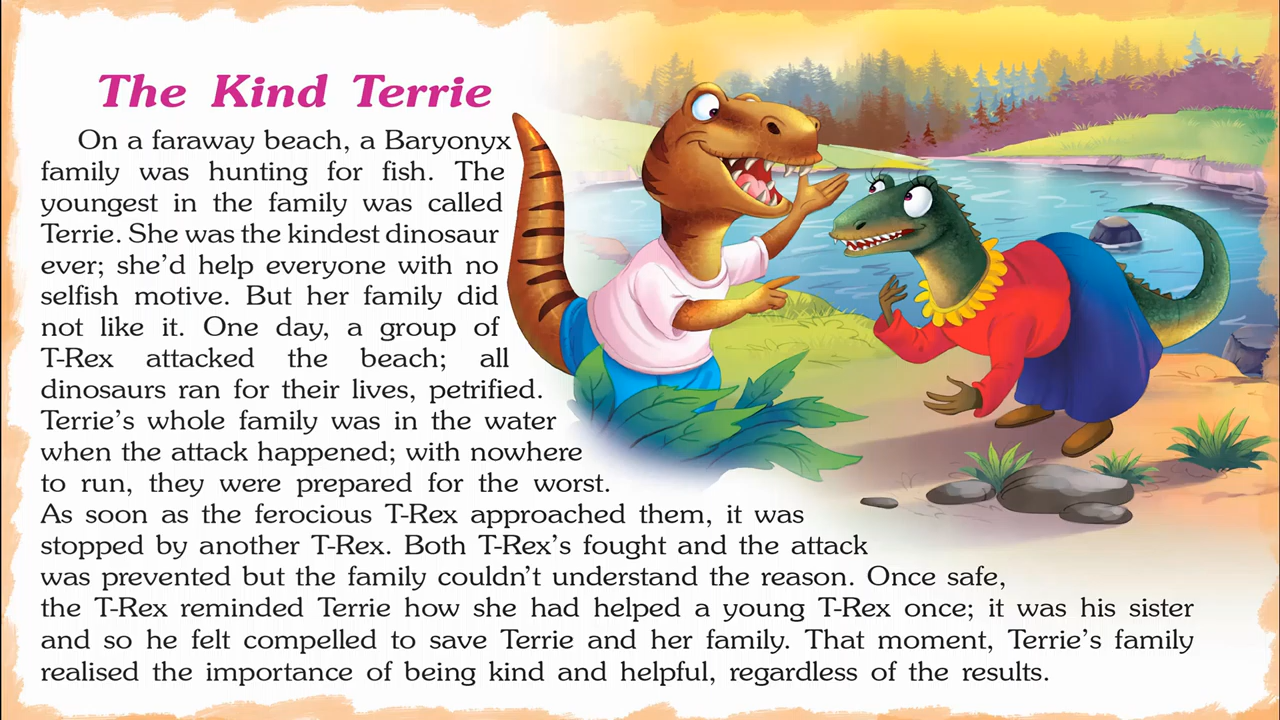 The Kind Terrie
On a faraway beach, a Baryonyx
family was hunting for fish. The
youngest in the family was called
Terrie. She was the kindest dinosaur
ever; she’d help everyone with no
selfish motive. But her family did
not like it. One day, a group of
T-Rex attacked the beach; all
dinosaurs ran for their lives, petrified.
Terrie’s whole family was in the water
when the attack happened; with nowhere
to run, they were prepared for the worst.
As soon as the ferocious T-Rex approached them, it was
stopped by another T-Rex. Both T-Rex’s fought and the attack
was prevented but the family couldn’t understand the reason. Once safe,
the T-Rex reminded Terrie how she had helped a young T-Rex once; it was his sister
and so he felt compelled to save Terrie and her family. That moment, Terrie’s family
realised the importance of being kind and helpful, regardless of the results.